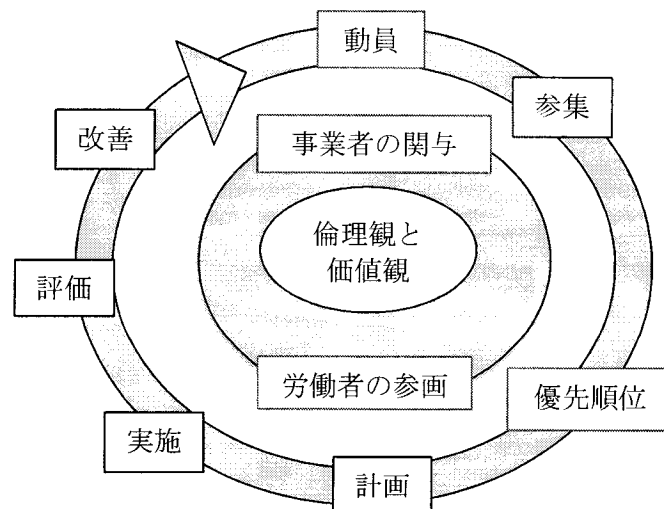 動員
参集
改善
事業者の関与
倫理観と
価値観
評価
労働者の参画
優先順位
実施
計画